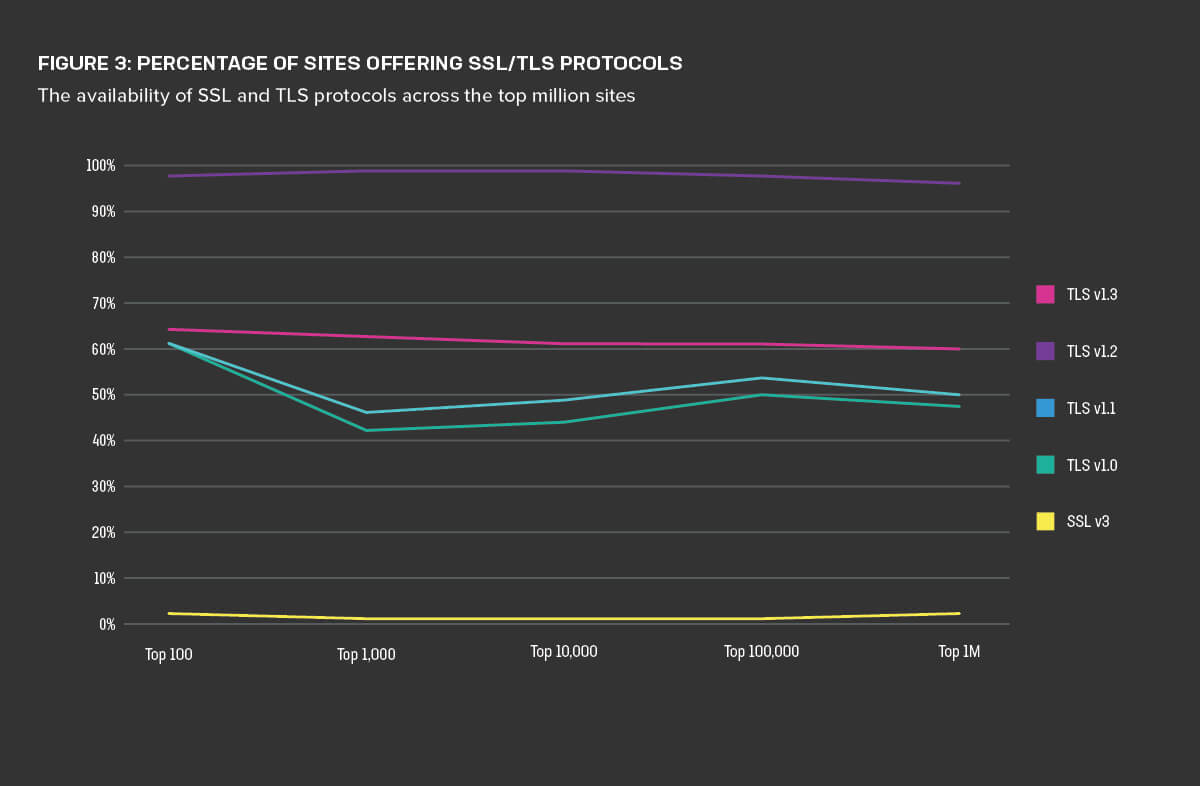 FIGURE 3: PERCENTAGE OF SITES OFFERING SSL/TLS PROTOCOLS
The availability of SSL and TLS protocols across the top million sites
100%
90%
80%
70%
60%
50%
40%
30%
20%
10%
0%
Top 100
Top 1,000
Top 10,000
Top 100,000
Top 1M
TLS v1.3
TLS v1.2
TLS v1.1
TLS v1.0
SSL v3